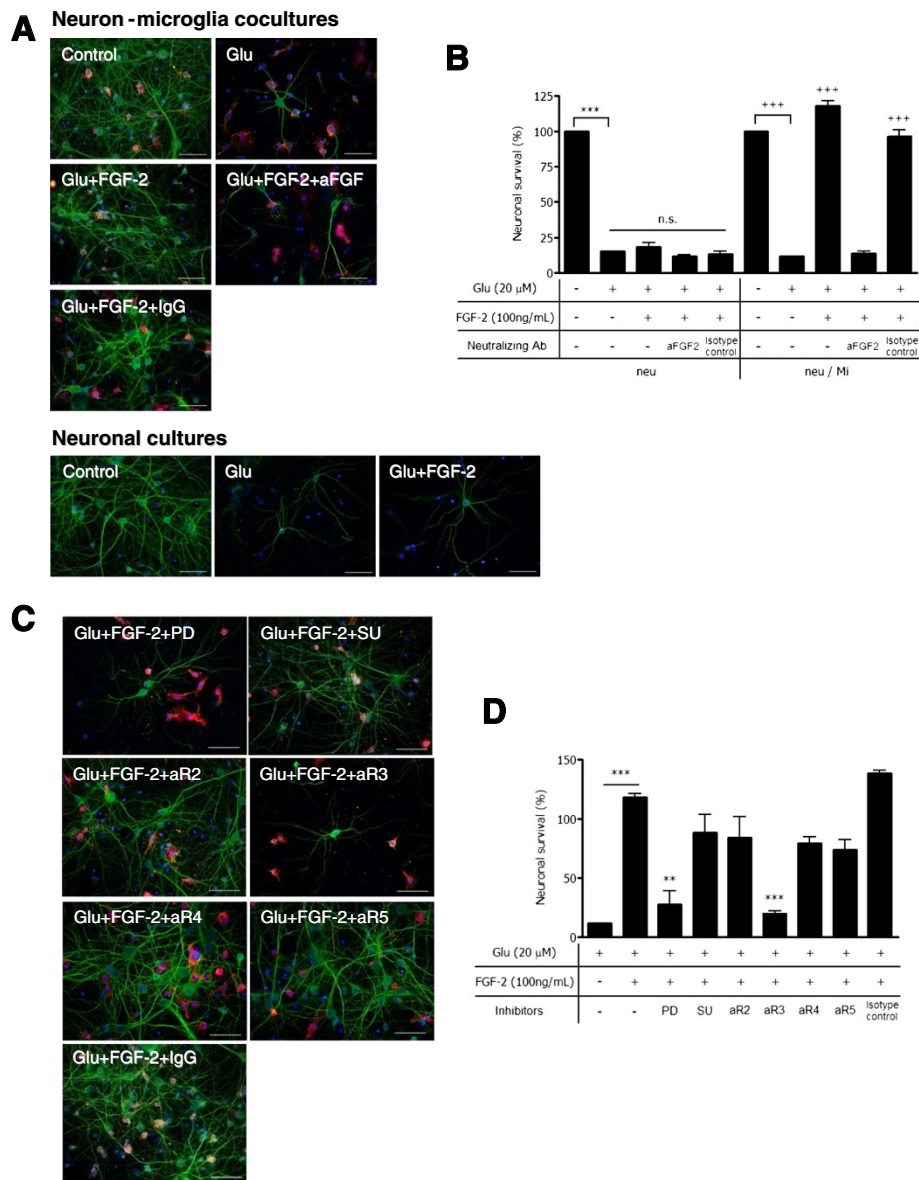 A
Neuron-microglia cocultures
Control
Glu
Glu+FGF-2
Glu+FGF-2+aFGF
Glu+FGF-2+IgG
Neuronal cultures
Control
Glu
Glu+FGF-2
B
Neuronal survival (%)
125
100
75
50
25
0
***
n.s.
+++
+++
+++
Glu (20 μM) - + + + + - + + + +
FGF-2 (100ng/mL) - - + + + - - + + +
Neutralizing Ab - - - aFGF2 Isotype control - - - aFGF2 Isotype control
neu neu / Mi
C
Glu+FGF-2+PD
Glu+FGF-2+SU
Glu+FGF-2+aR2
Glu+FGF-2+aR3
Glu+FGF-2+aR4
Glu+FGF-2+aR5
Glu+FGF-2+IgG
D
Neuronal survival (%)
150
100
50
0
***
**
***
Glu (20 μM) + + + + + + + + +
FGF-2 (100ng/mL) - + + + + + + + +
Inhibitors - - PD SU aR2 aR3 aR4 aR5 Isotype control